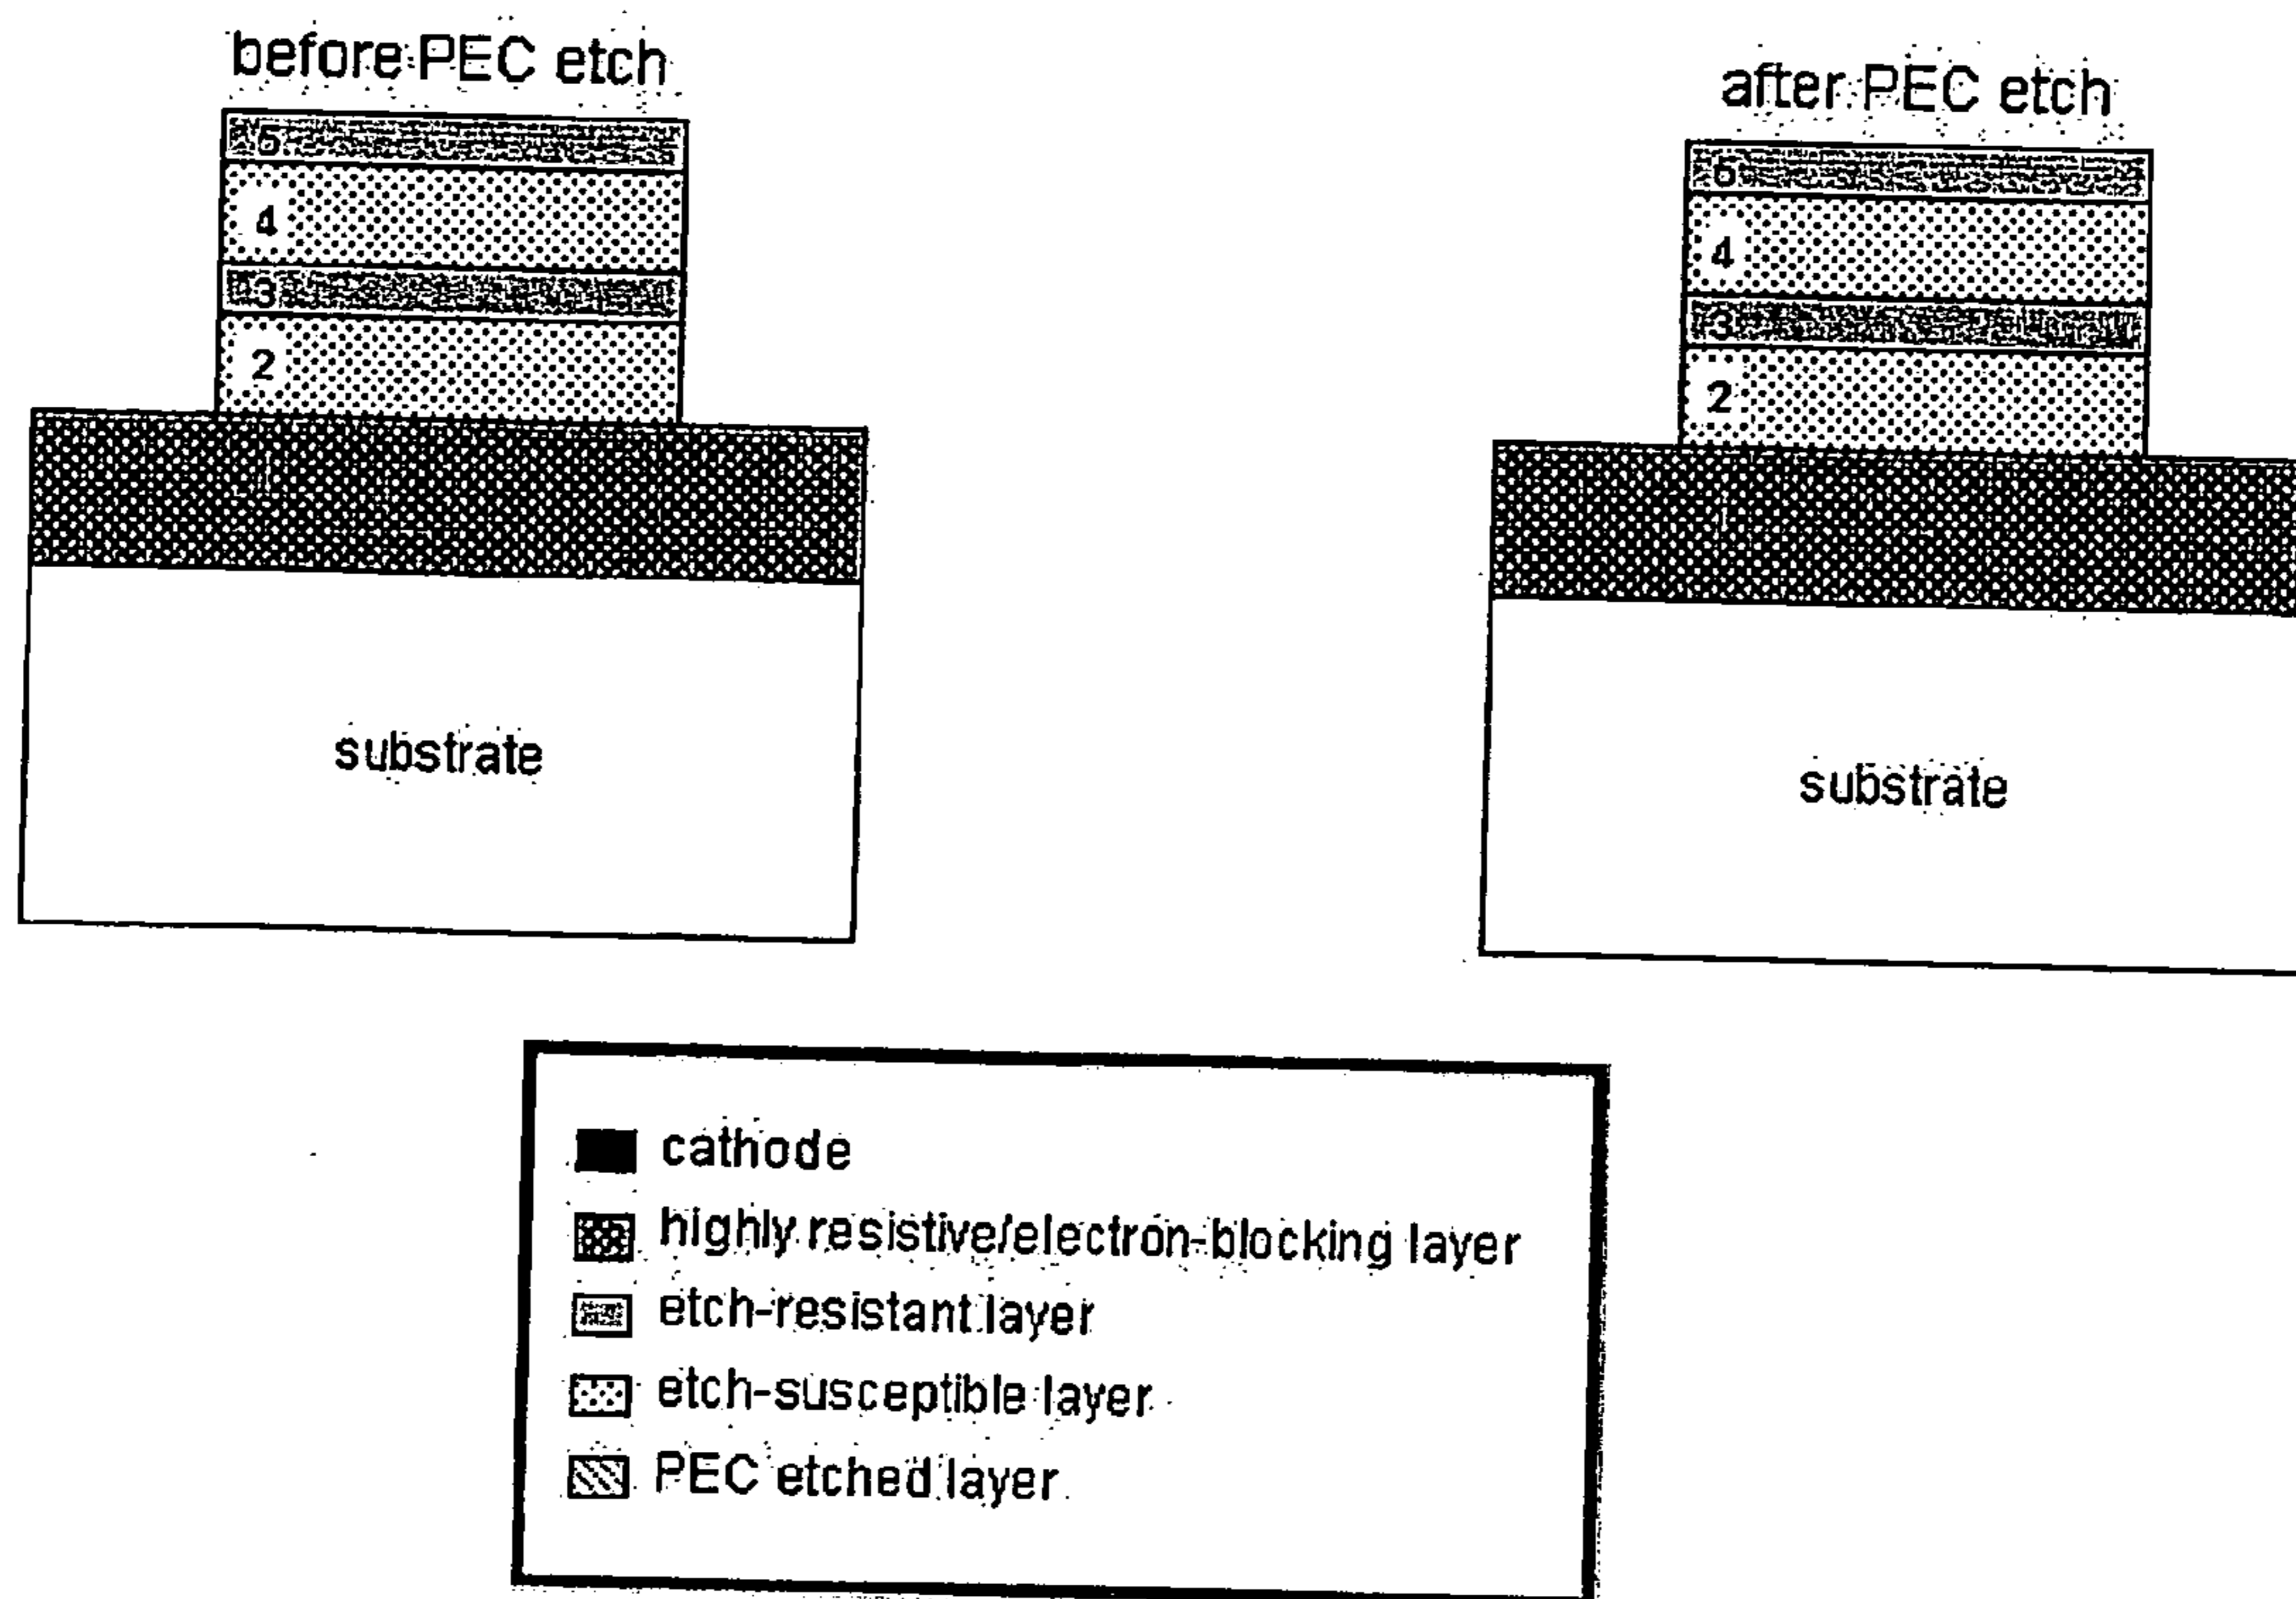 before PEC etch
5
4
3
2
substrate
after PEC etch
5
4
3
2
substrate
cathode
highly resistive/electron-blocking layer
etch-resistant layer
etch-susceptible layer
PEC etched layer